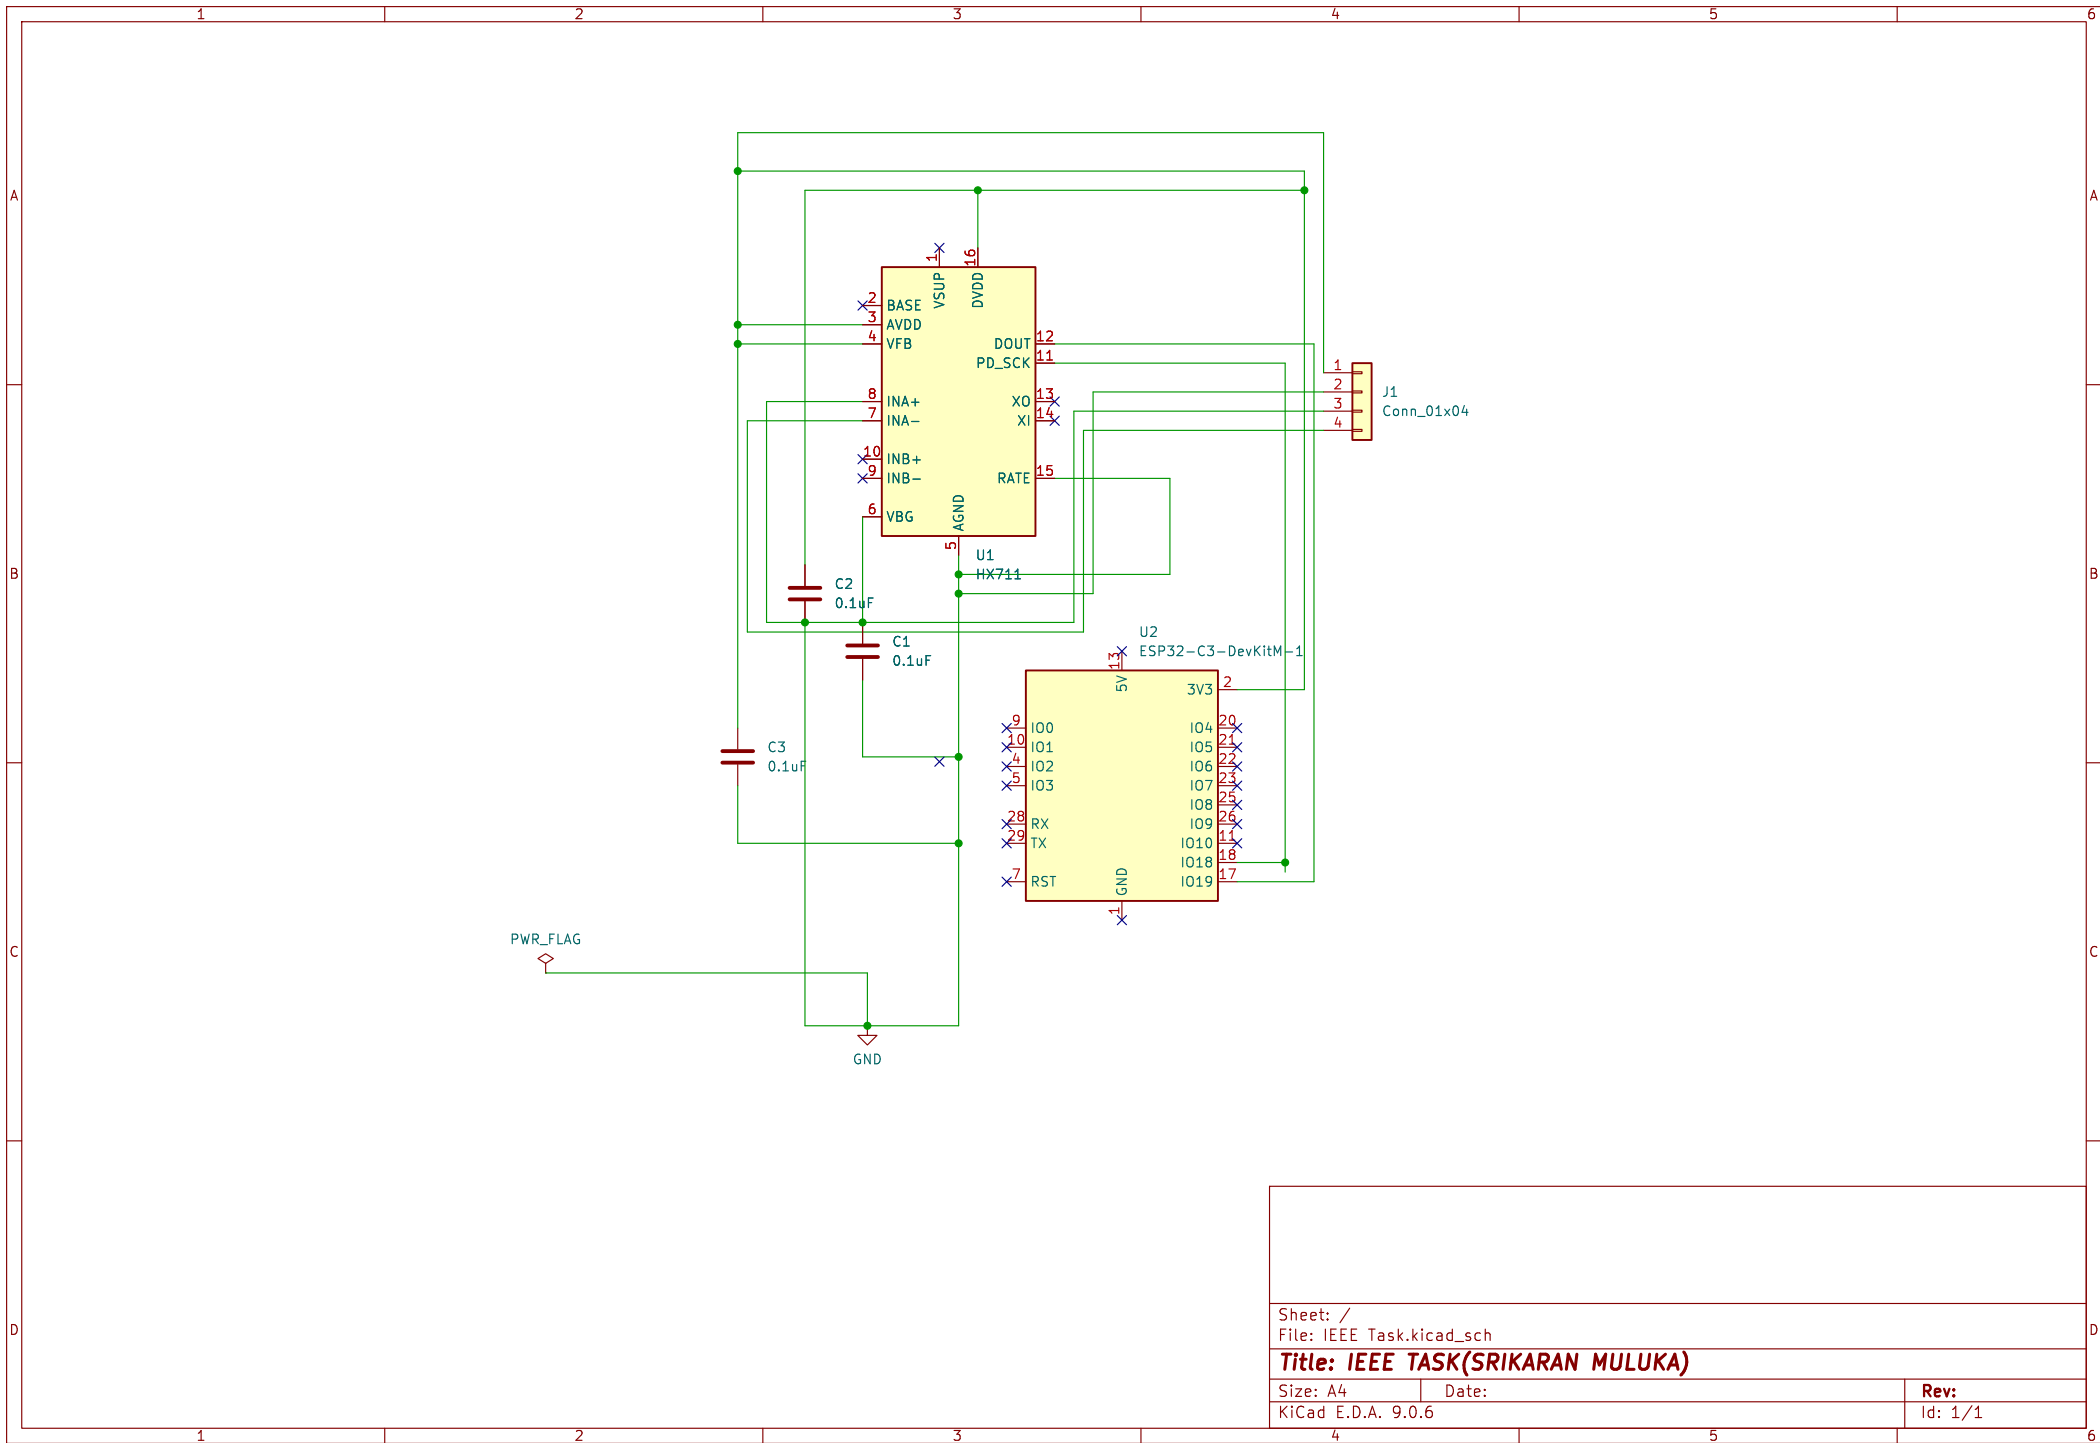 1 2 3 4 5 6
A A
B B
C C
D D
1 VSUP
16 DVDD
2 BASE
3 AVDD
4 VFB
DOUT 12
PD_SCK 11
8 INA+
7 INA-
XO 13
XI 14
10 INB+
9 INB-
RATE 15
6 VBG
AGND 5
U1
HX711
1
2
3
4
J1
Conn_01x04
C2
0.1uF
C1
0.1uF
C3
0.1uF
U2
ESP32-C3-DevKitM-1
13 5V
3V3 2
9 IO0
10 IO1
4 IO2
5 IO3
28 RX
29 TX
7 RST
IO4 20
IO5 21
IO6 22
IO7 23
IO8 25
IO9 26
IO10 11
IO18 18
IO19 17
GND 1
PWR_FLAG
GND
Sheet: /
File: IEEE Task.kicad_sch
Title: IEEE TASK(SRIKARAN MULUKA)
Size: A4 Date: Rev:
KiCad E.D.A. 9.0.6 Id: 1/1
1 2 3 4 5 6